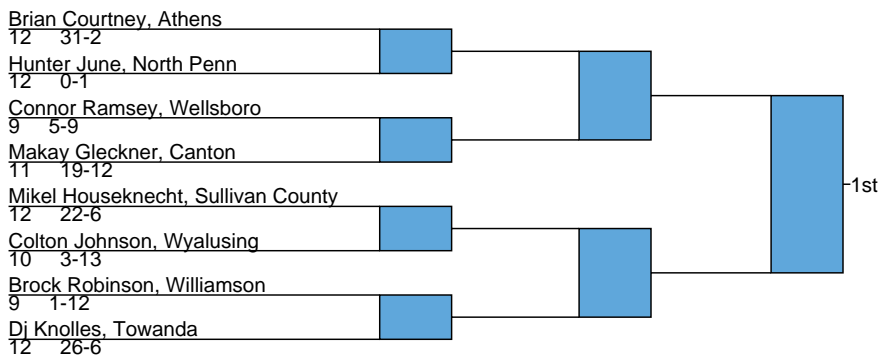 Brian Courtney, Athens
12 31-2
Hunter June, North Penn
12 0-1
Connor Ramsey, Wellsboro
9 5-9
Makay Gleckner, Canton
11 19-12
Mikel Houseknecht, Sullivan County
12 22-6
Colton Johnson, Wyalusing
10 3-13
Brock Robinson, Williamson
9 1-12
Dj Knolles, Towanda
12 26-6
1st